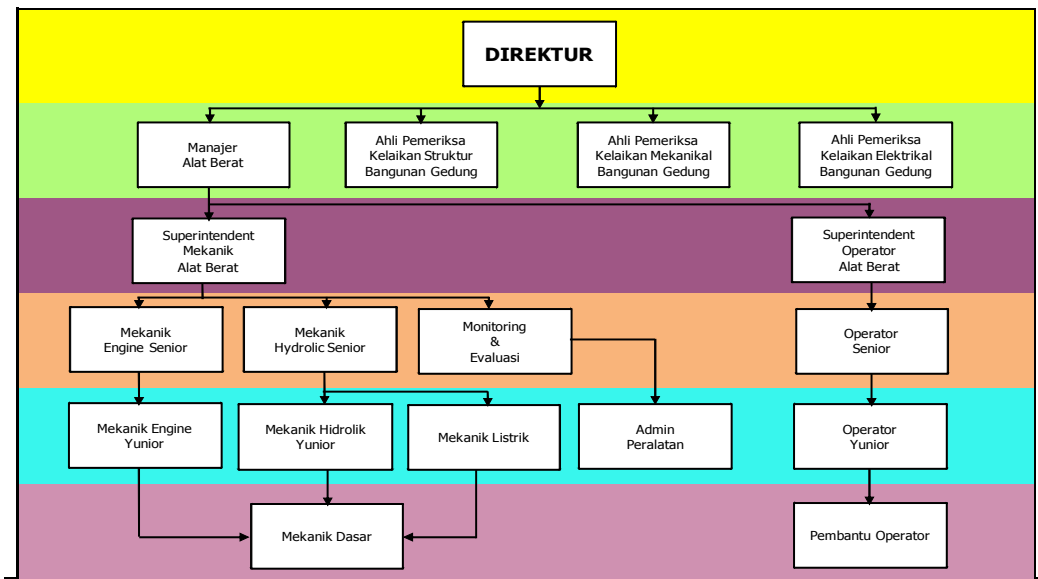 DIREKTUR
Manajer
Alat Berat
Ahli Pemeriksa
Kelaikan Struktur
Bangunan Gedung
Ahli Pemeriksa
Kelaikan Mekanikal
Bangunan Gedung
Ahli Pemeriksa
Kelaikan Elektrikal
Bangunan Gedung
Superintendent
Mekanik
Alat Berat
Superintendent
Operator
Alat Berat
Mekanik
Engine Senior
Mekanik
Hydrolic Senior
Monitoring
&
Evaluasi
Operator
Senior
Mekanik Engine
Yunior
Mekanik Hidrolik
Yunior
Mekanik Listrik
Admin
Peralatan
Operator
Yunior
Mekanik Dasar
Pembantu Operator